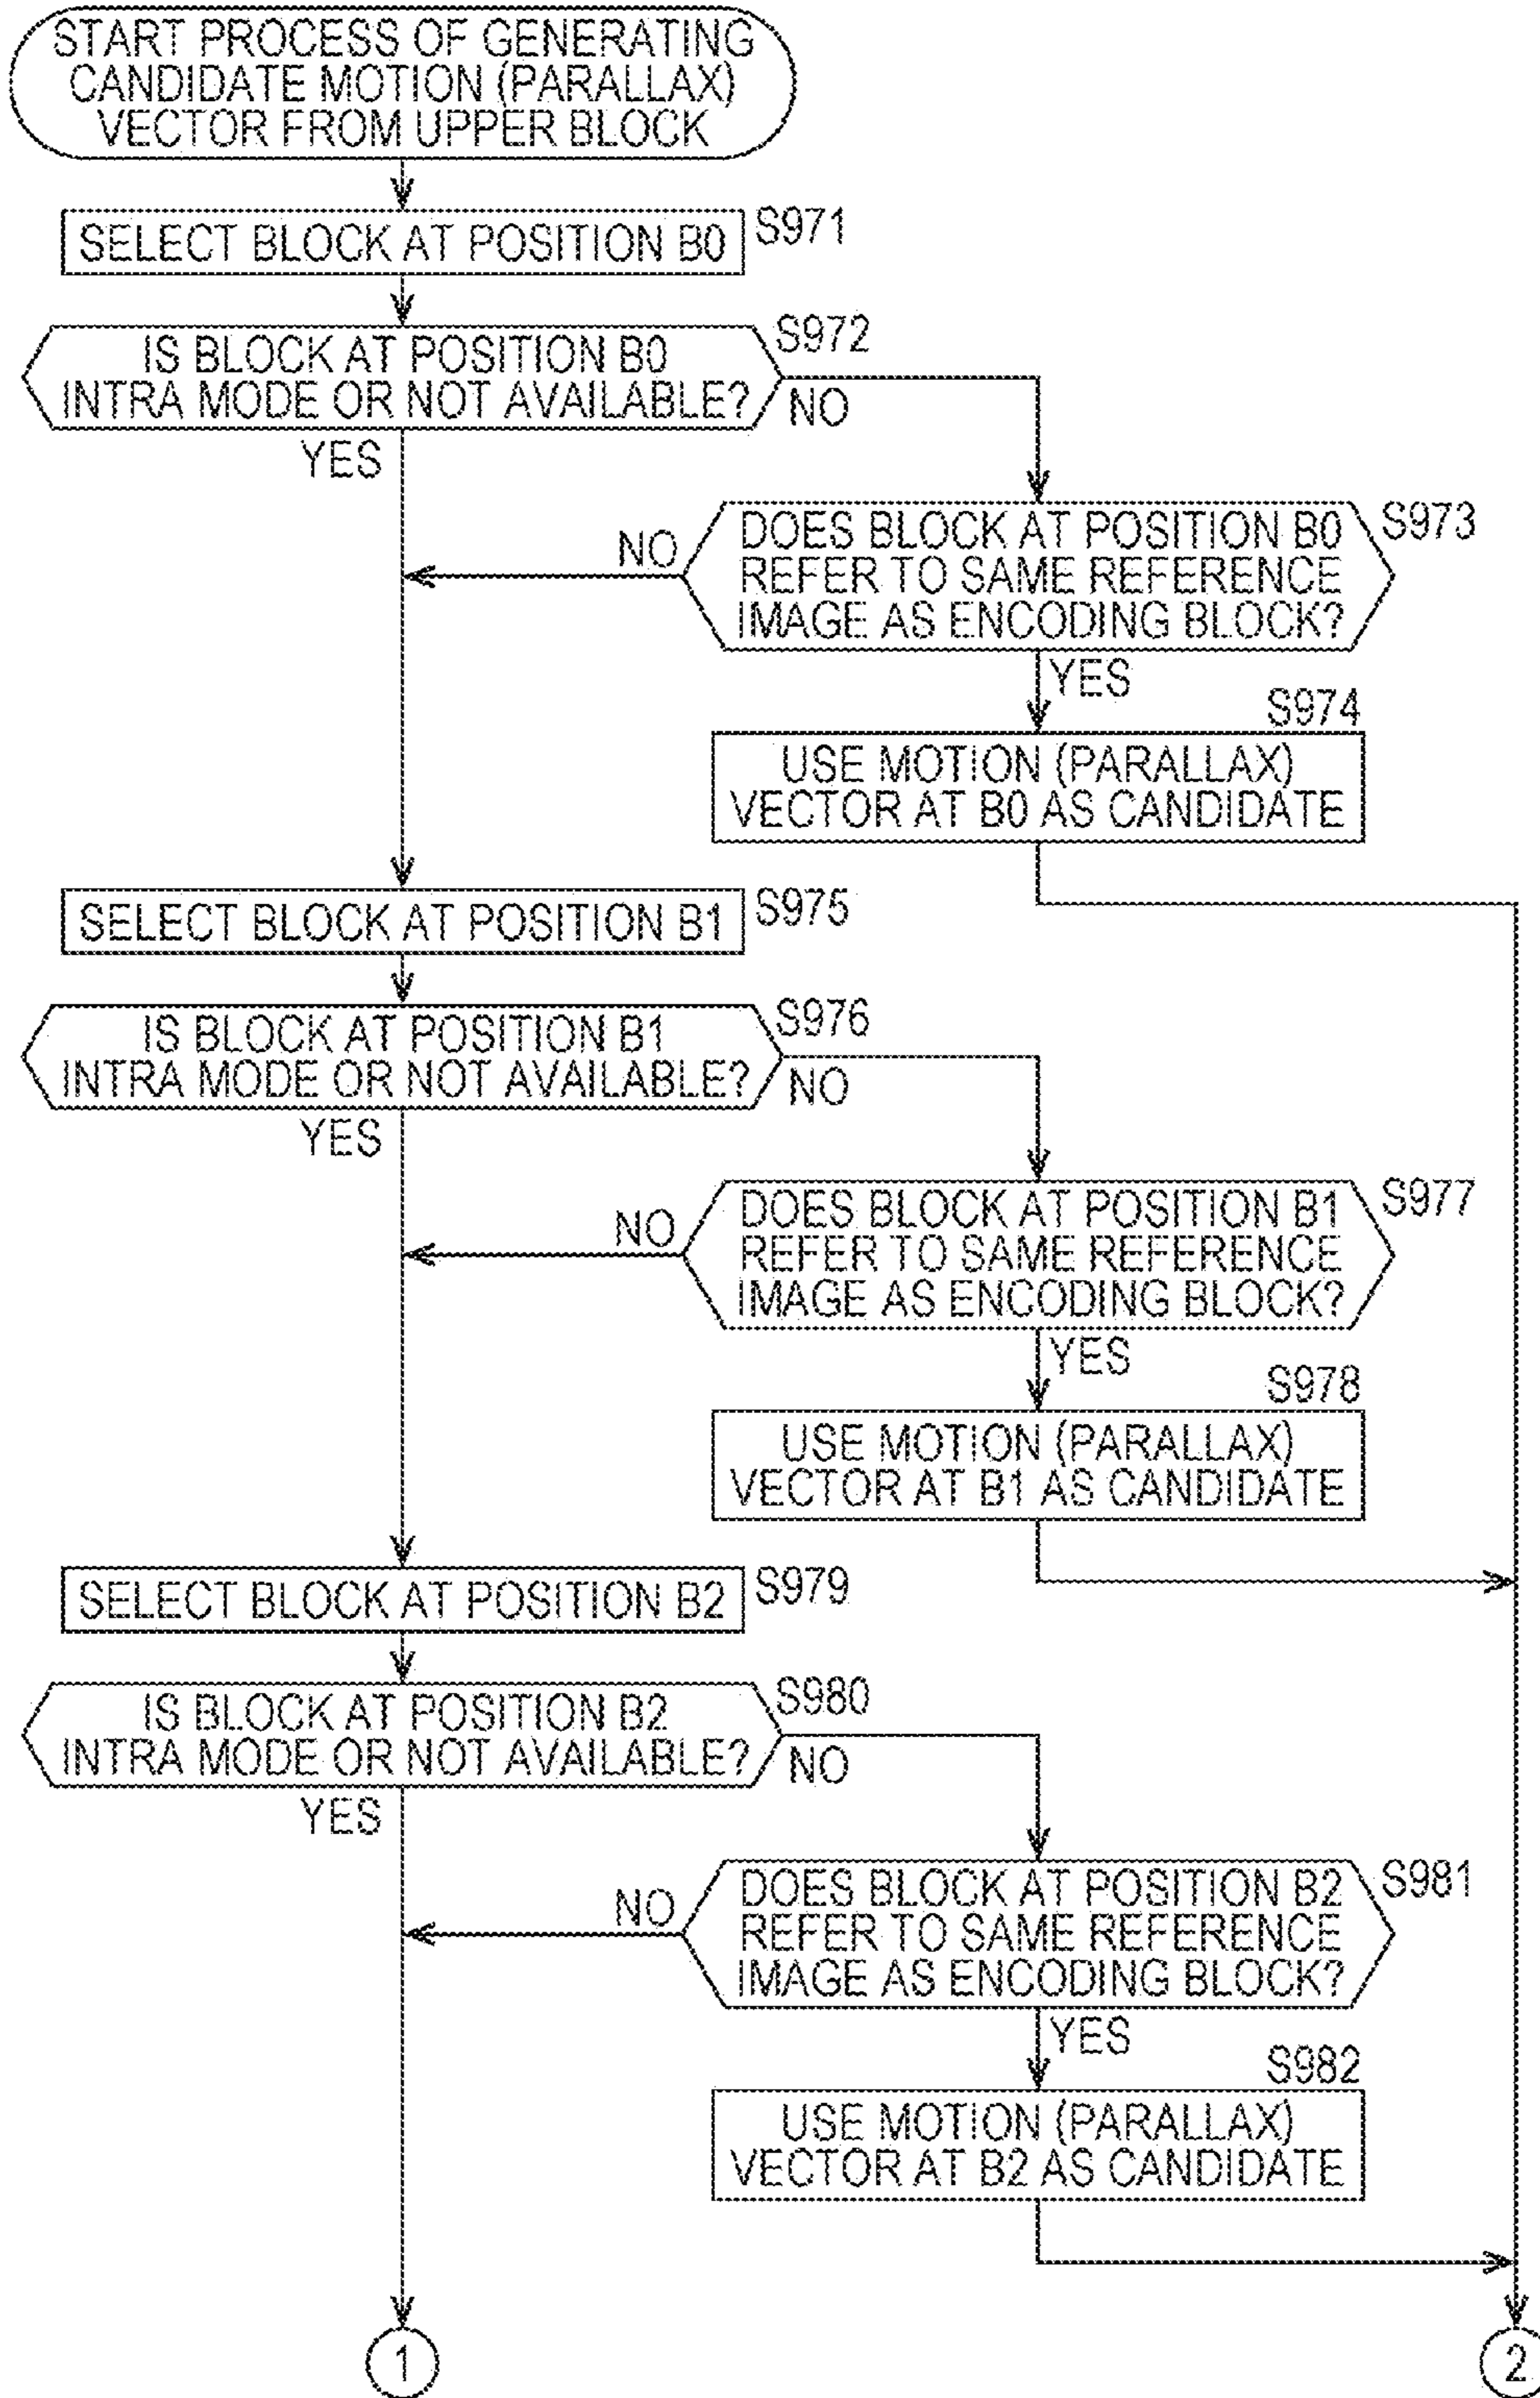 START PROCESS OF GENERATING
CANDIDATE MOTION (PARALLAX)
VECTOR FROM UPPER BLOCK
SELECT BLOCK AT POSITION B0
S971
IS BLOCK AT POSITION B0
INTRA MODE OR NOT AVAILABLE?
S972
NO
YES
DOES BLOCK AT POSITION B0
REFER TO SAME REFERENCE
IMAGE AS ENCODING BLOCK?
S973
NO
YES
S974
USE MOTION (PARALLAX)
VECTOR AT B0 AS CANDIDATE
SELECT BLOCK AT POSITION B1
S975
IS BLOCK AT POSITION B1
INTRA MODE OR NOT AVAILABLE?
S976
NO
YES
DOES BLOCK AT POSITION B1
REFER TO SAME REFERENCE
IMAGE AS ENCODING BLOCK?
S977
NO
YES
S978
USE MOTION (PARALLAX)
VECTOR AT B1 AS CANDIDATE
SELECT BLOCK AT POSITION B2
S979
IS BLOCK AT POSITION B2
INTRA MODE OR NOT AVAILABLE?
S980
NO
YES
DOES BLOCK AT POSITION B2
REFER TO SAME REFERENCE
IMAGE AS ENCODING BLOCK?
S981
NO
YES
S982
USE MOTION (PARALLAX)
VECTOR AT B2 AS CANDIDATE
1
2